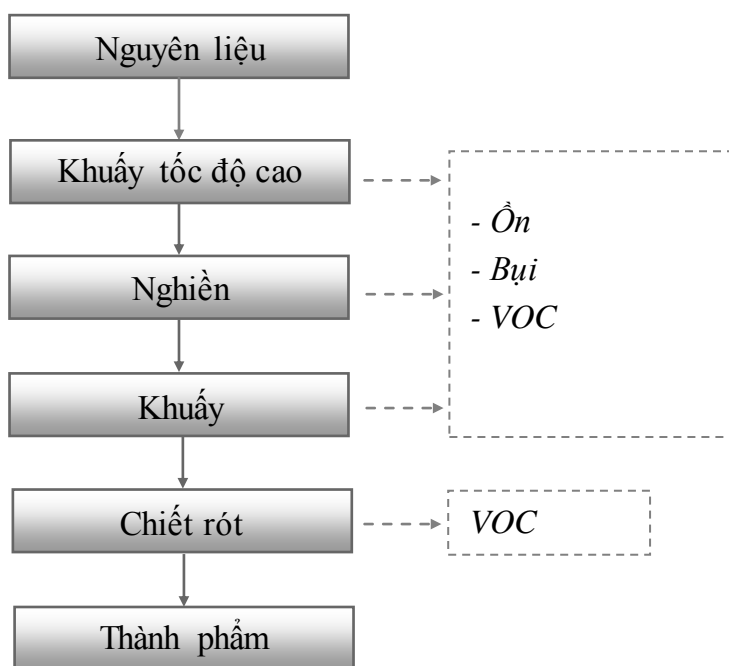 Nguyên liệu
Khuấy tốc độ cao
- Ồn
- Bụi
- VOC
Nghiền
Khuấy
Chiết rót
VOC
Thành phẩm